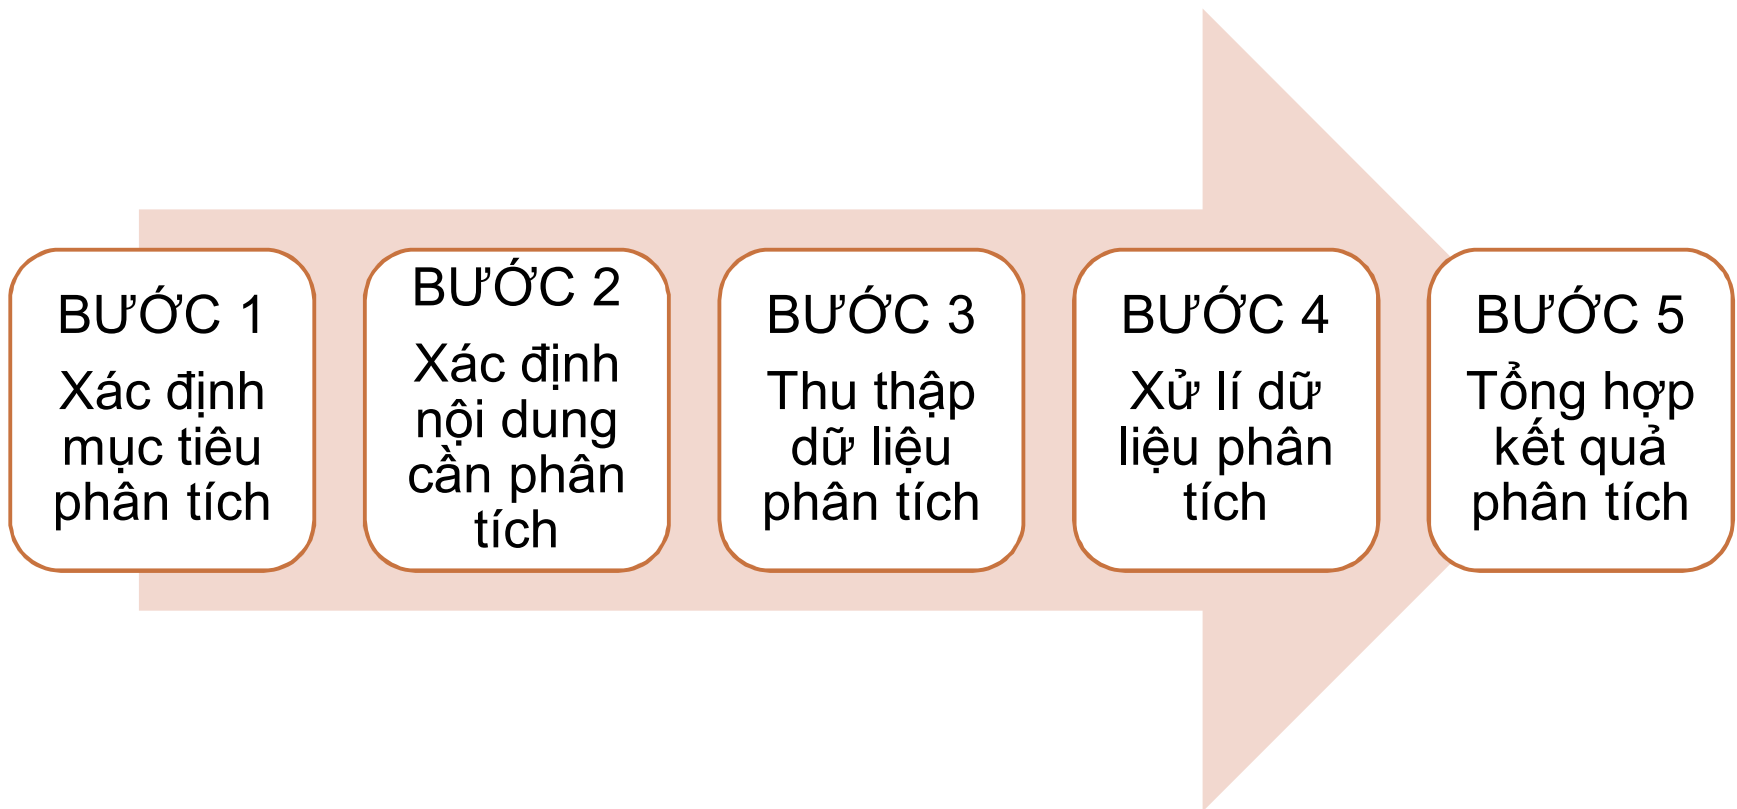 BƯỚC 1
Xác định
mục tiêu
phân tích
BƯỚC 2
Xác định
nội dung
cần phân
tích
BƯỚC 3
Thu thập
dữ liệu
phân tích
BƯỚC 4
Xử lí dữ
liệu phân
tích
BƯỚC 5
Tổng hợp
kết quả
phân tích